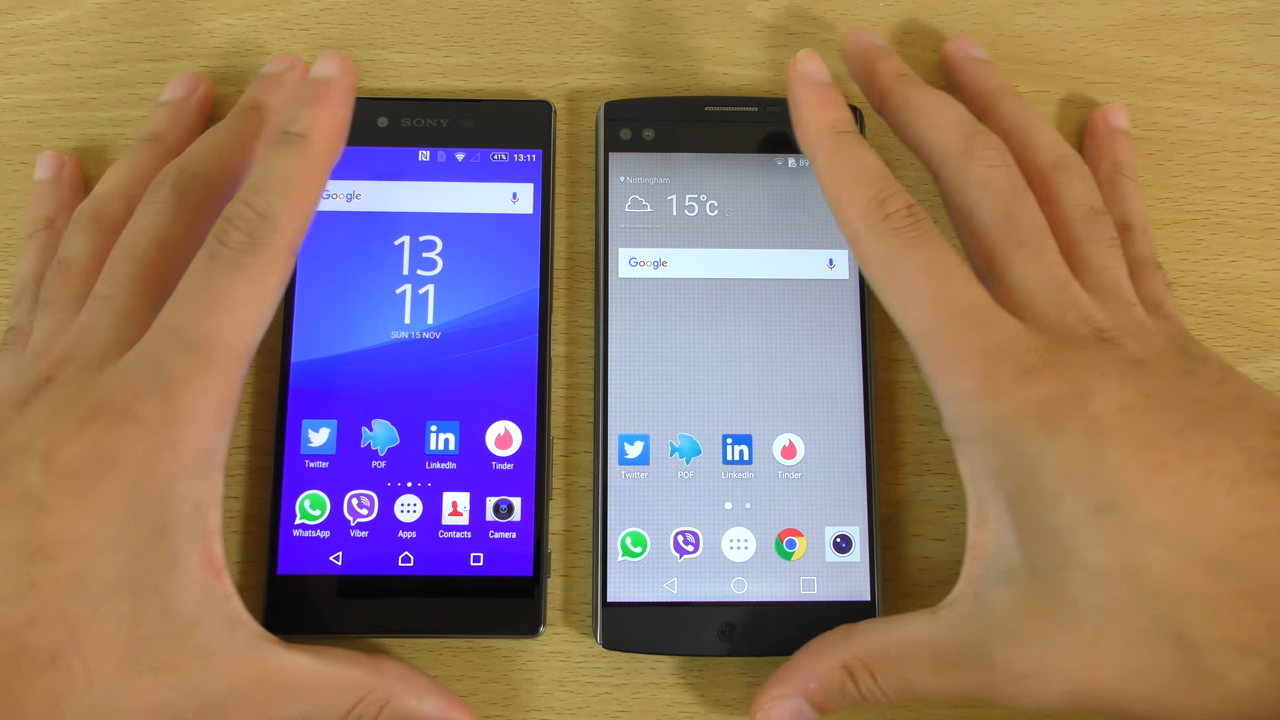 SONY
41% 13:11
Google
13
11
SUN 15 NOV
Twitter POF LinkedIn Tinder
WhatsApp Viber Apps Contacts Camera
89
Nottingham
15°C
Google
Twitter POF LinkedIn Tinder